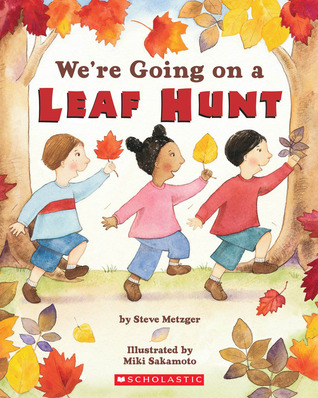 We're Going on a
LEAF HUNT
by Steve Metzger
Illustrated by
Miki Sakamoto
SCHOLASTIC